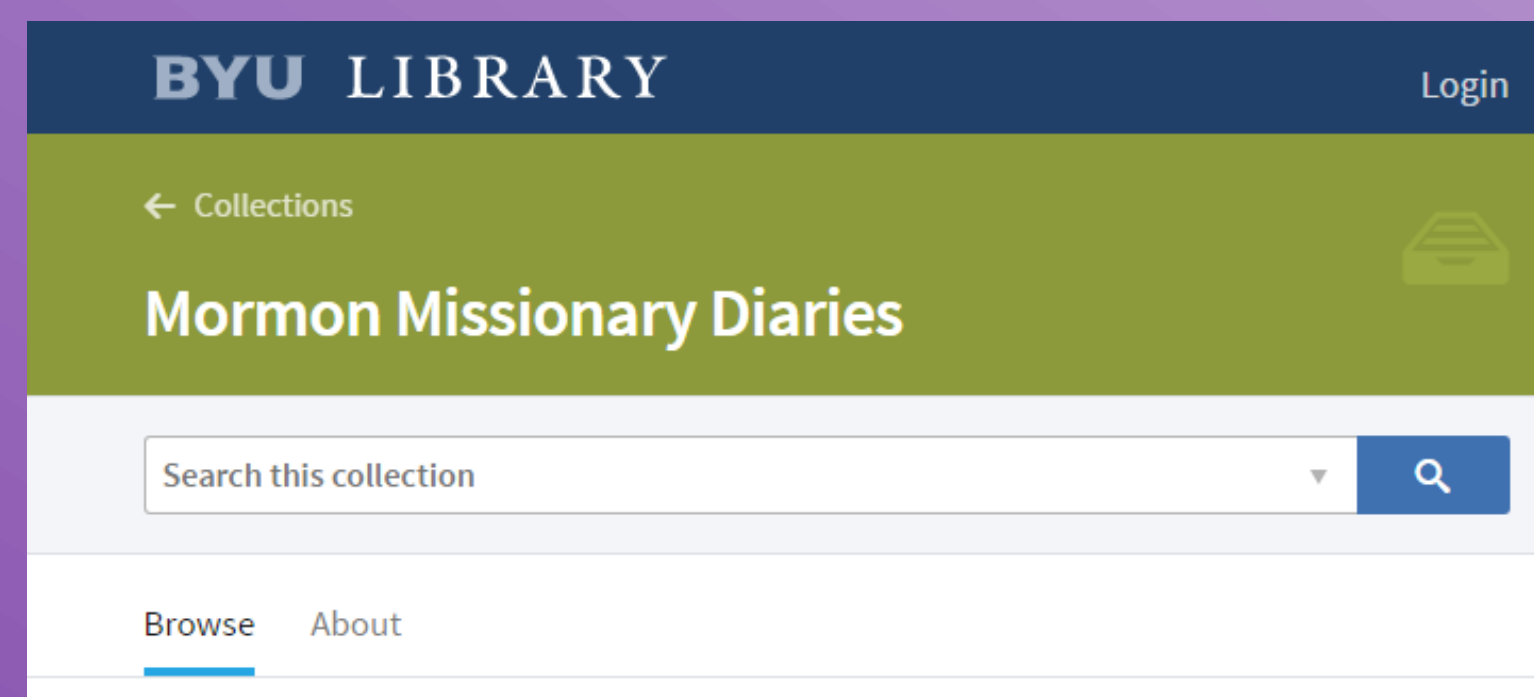 BYU LIBRARY
Login
← Collections
Mormon Missionary Diaries
Search this collection
Browse About